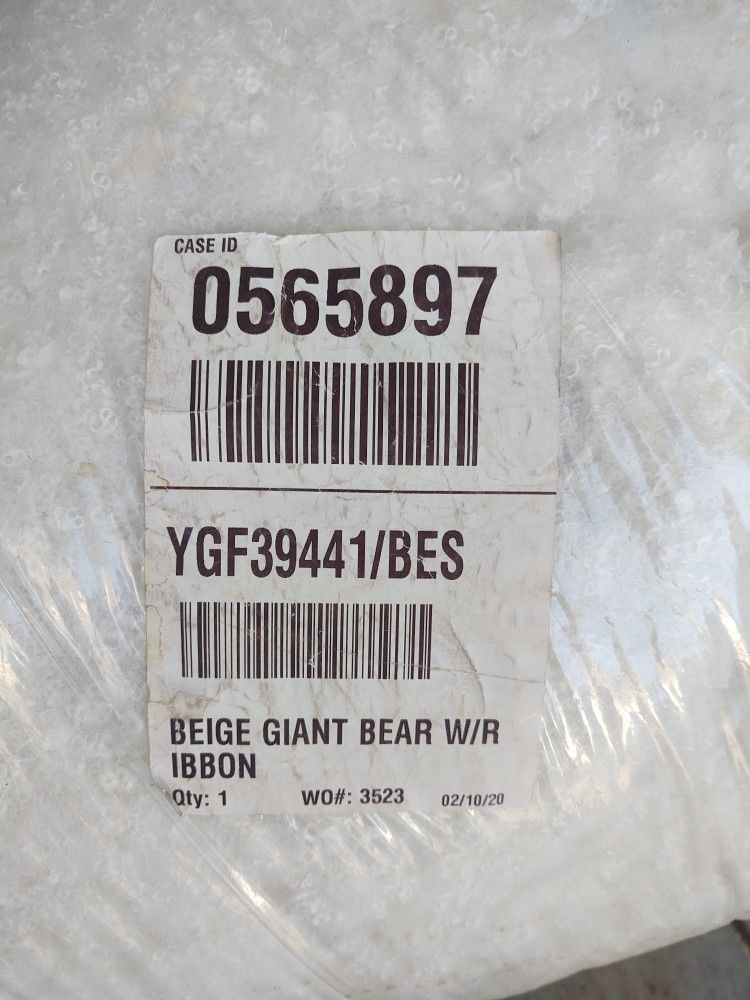 CASE ID
0565897
YGF39441/BES
BEIGE GIANT BEAR W/R
IBBON
Qty: 1 WO#: 3523 02/10/20